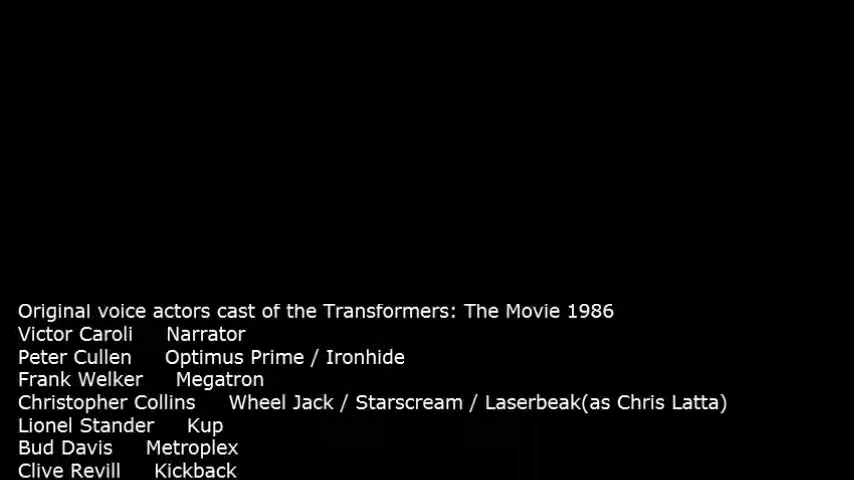 Original voice actors cast of the Transformers: The Movie 1986
Victor Caroli Narrator
Peter Cullen Optimus Prime / Ironhide
Frank Welker Megatron
Christopher Collins Wheel Jack / Starscream / Laserbeak(as Chris Latta)
Lionel Stander Kup
Bud Davis Metroplex
Clive Revill Kickback